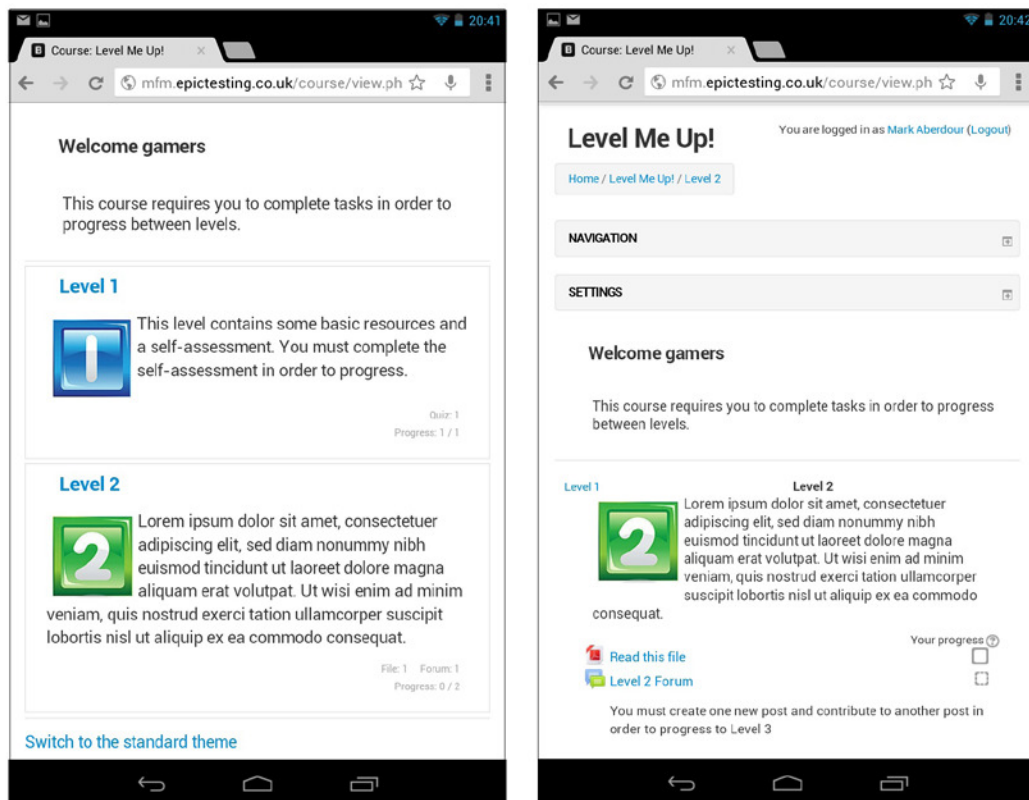 20:41
Course: Level Me Up!
mfm.epictesting.co.uk/course/view.ph
Welcome gamers
This course requires you to complete tasks in order to
progress between levels.
Level 1
1
This level contains some basic resources and
a self-assessment. You must complete the
self-assessment in order to progress.
Quiz: 1
Progress: 1 / 1
Level 2
2
Lorem ipsum dolor sit amet, consectetuer
adipiscing elit, sed diam nonummy nibh
euismod tincidunt ut laoreet dolore magna
aliquam erat volutpat. Ut wisi enim ad minim
veniam, quis nostrud exerci tation ullamcorper suscipit
lobortis nisl ut aliquip ex ea commodo consequat.
File: 1 Forum: 1
Progress: 0 / 2
Switch to the standard theme
20:42
Course: Level Me Up!
mfm.epictesting.co.uk/course/view.ph
Level Me Up!
You are logged in as Mark Aberdour (Logout)
Home / Level Me Up! / Level 2
NAVIGATION
SETTINGS
Welcome gamers
This course requires you to complete tasks in order to progress
between levels.
Level 1
Level 2
2
Lorem ipsum dolor sit amet, consectetuer
adipiscing elit, sed diam nonummy nibh
euismod tincidunt ut laoreet dolore magna
aliquam erat volutpat. Ut wisi enim ad minim
veniam, quis nostrud exerci tation ullamcorper
suscipit lobortis nisl ut aliquip ex ea commodo
consequat.
Your progress
Read this file
Level 2 Forum
You must create one new post and contribute to another post in
order to progress to Level 3